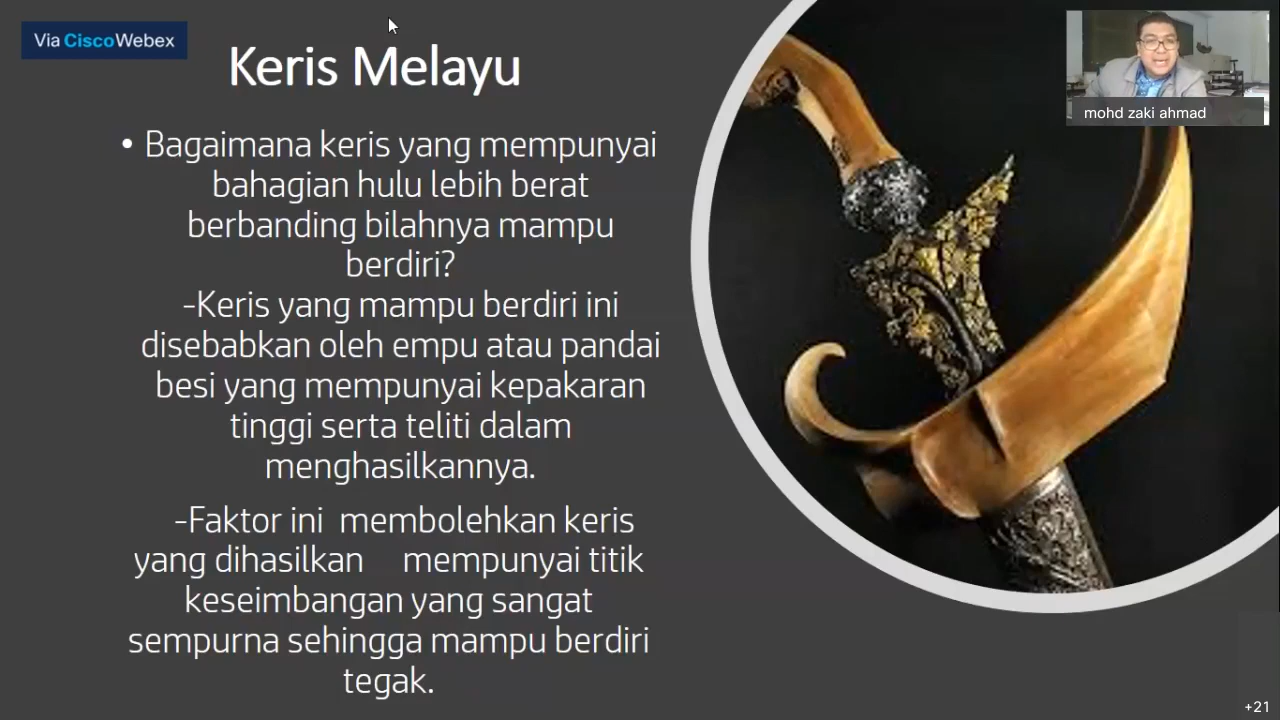 Via CiscoWebex
Keris Melayu
mohd zaki ahmad
• Bagaimana keris yang mempunyai
bahagian hulu lebih berat
berbanding bilahnya mampu
berdiri?
-Keris yang mampu berdiri ini
disebabkan oleh empu atau pandai
besi yang mempunyai kepakaran
tinggi serta teliti dalam
menghasilkannya.
-Faktor ini membolehkan keris
yang dihasilkan mempunyai titik
keseimbangan yang sangat
sempurna sehingga mampu berdiri
tegak.
+21